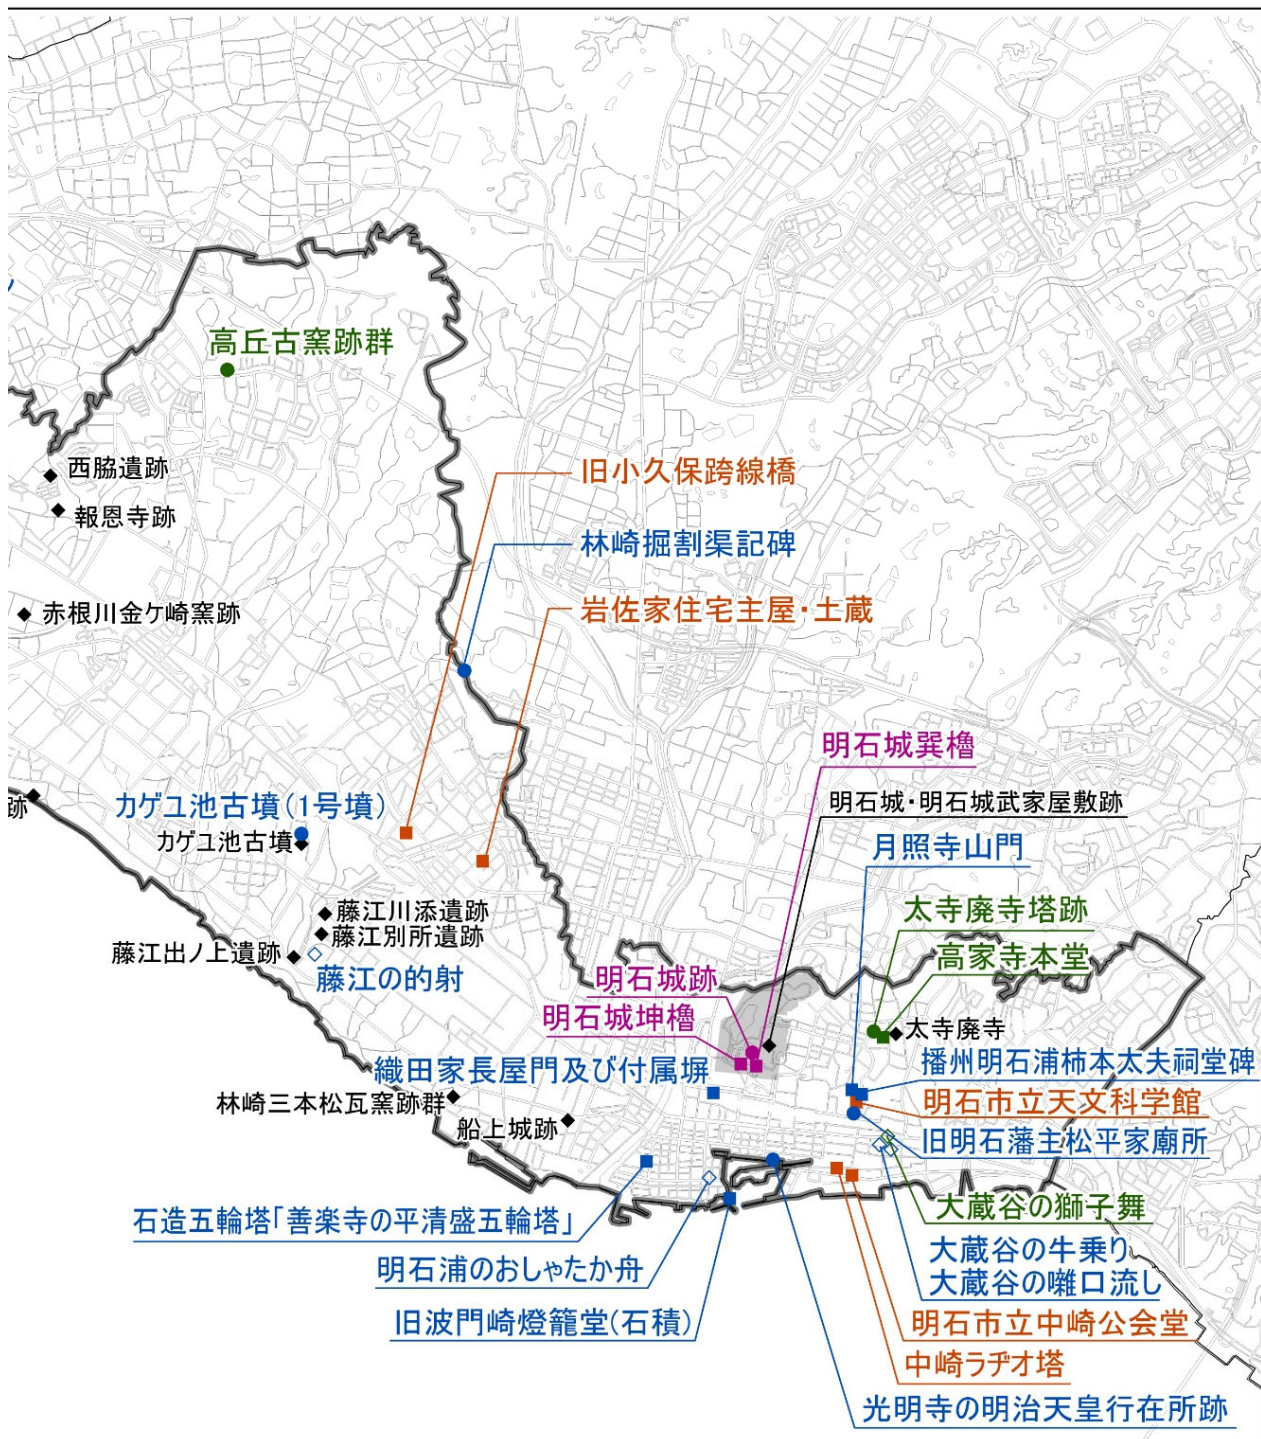 高丘古窯跡群
西脇遺跡
報恩寺跡
旧小久保跨線橋
林崎掘割渠記碑
赤根川金ケ崎窯跡
岩佐家住宅主屋・土蔵
明石城巽櫓
跡
カゲユ池古墳(1号墳)
明石城・明石城武家屋敷跡
カゲユ池古墳
月照寺山門
藤江川添遺跡
太寺廃寺塔跡
藤江別所遺跡
藤江出ノ上遺跡
高家寺本堂
藤江の的射
明石城跡
明石城坤櫓
太寺廃寺
織田家長屋門及び付属塀
播州明石浦柿本太夫祠堂碑
林崎三本松瓦窯跡群
明石市立天文科学館
船上城跡
旧明石藩主松平家廟所
石造五輪塔「善楽寺の平清盛五輪塔」
大蔵谷の獅子舞
明石浦のおしゃたか舟
大蔵谷の牛乗り
大蔵谷の囃口流し
旧波門崎燈籠堂(石積)
明石市立中崎公会堂
中崎ラヂオ塔
光明寺の明治天皇行在所跡